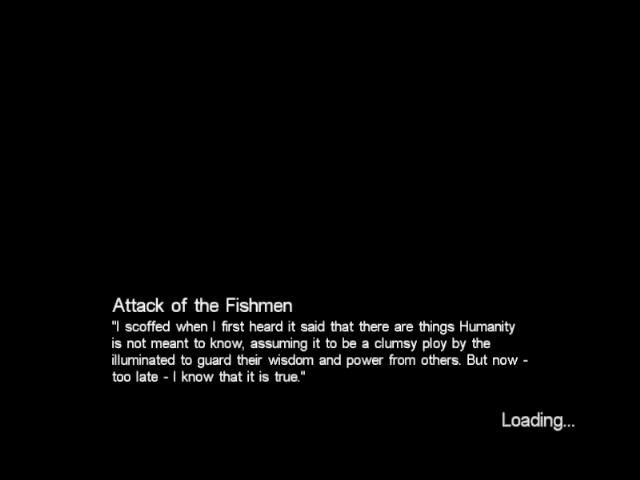 Attack of the Fishmen
"I scoffed when I first heard it said that there are things Humanity
is not meant to know, assuming it to be a clumsy ploy by the
illuminated to guard their wisdom and power from others. But now -
too late - I know that it is true."
Loading...